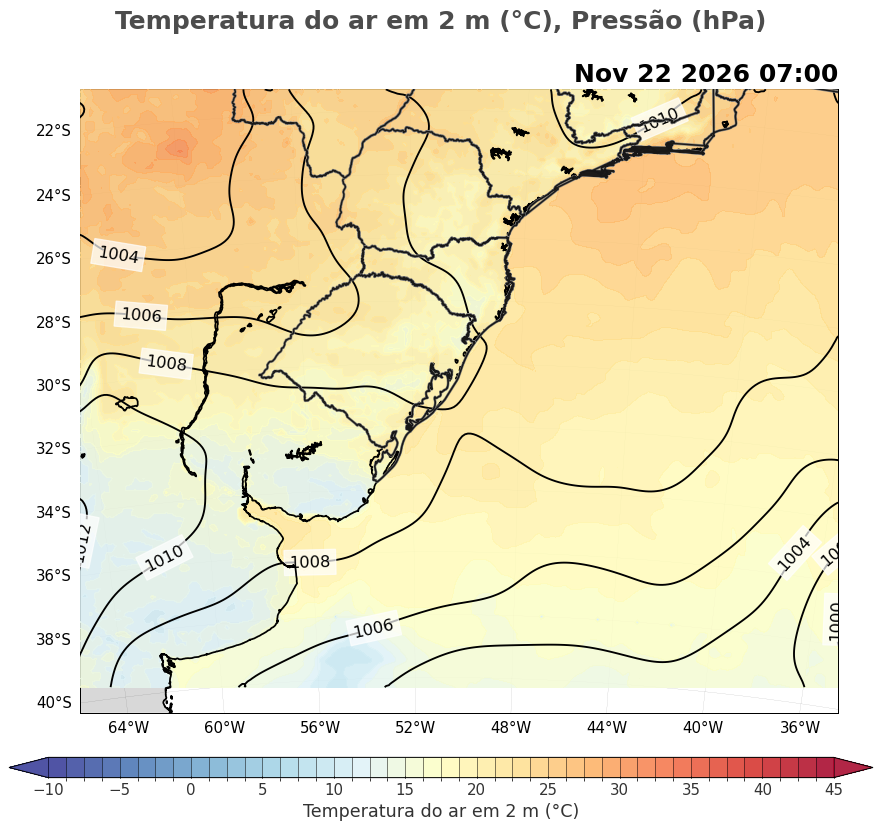 Temperatura do ar em 2 m (°C), Pressão (hPa)
Nov 22 2026 07:00
22°S
24°S
26°S
28°S
30°S
32°S
34°S
36°S
38°S
40°S
1010
1004
1006
1008
1012
1010
1008
1006
1004
1000
64°W 60°W 56°W 52°W 48°W 44°W 40°W 36°W
−10 −5 0 5 10 15 20 25 30 35 40 45
Temperatura do ar em 2 m (°C)